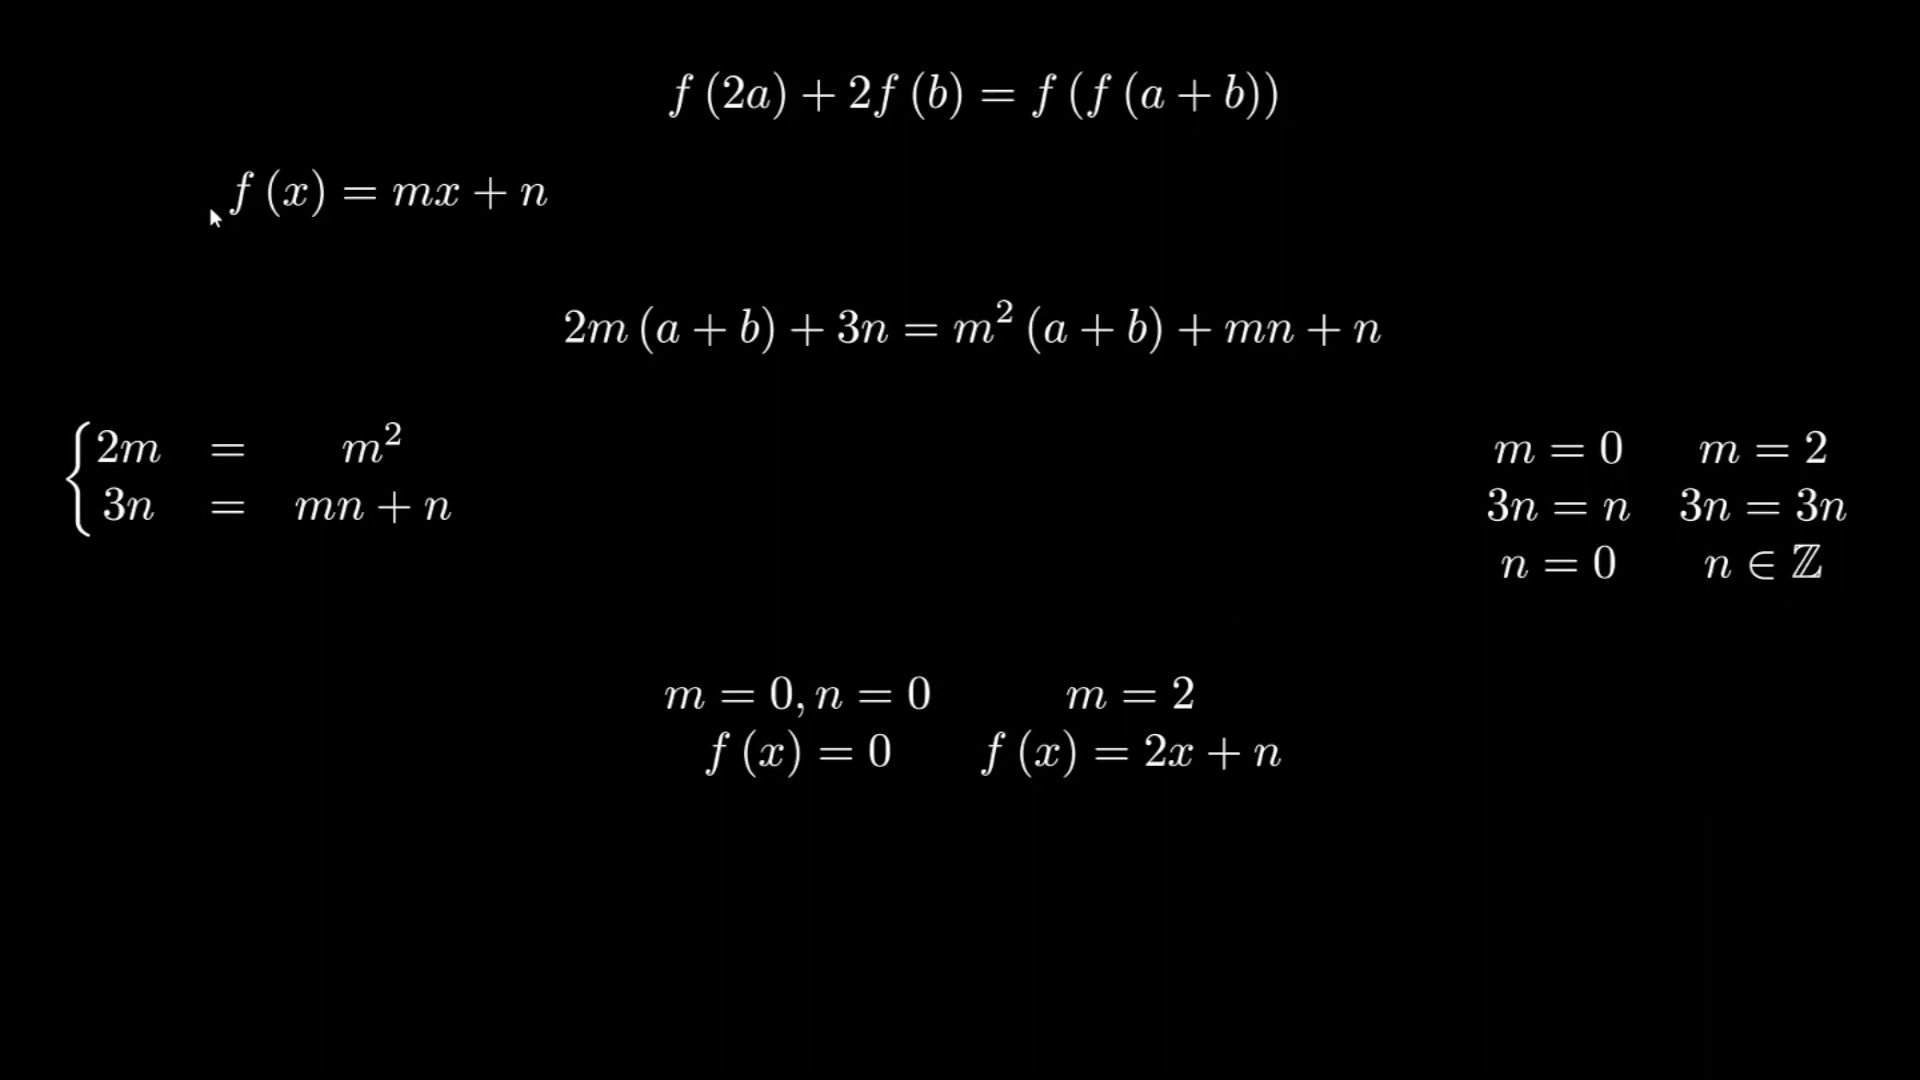 f (2a) + 2f (b) = f (f (a + b))
f (x) = mx + n
2m (a + b) + 3n = m² (a + b) + mn + n
{2m = m²
3n = mn + n
m = 0 m = 2
3n = n 3n = 3n
n = 0 n ∈ ℤ
m = 0, n = 0 m = 2
f (x) = 0 f (x) = 2x + n